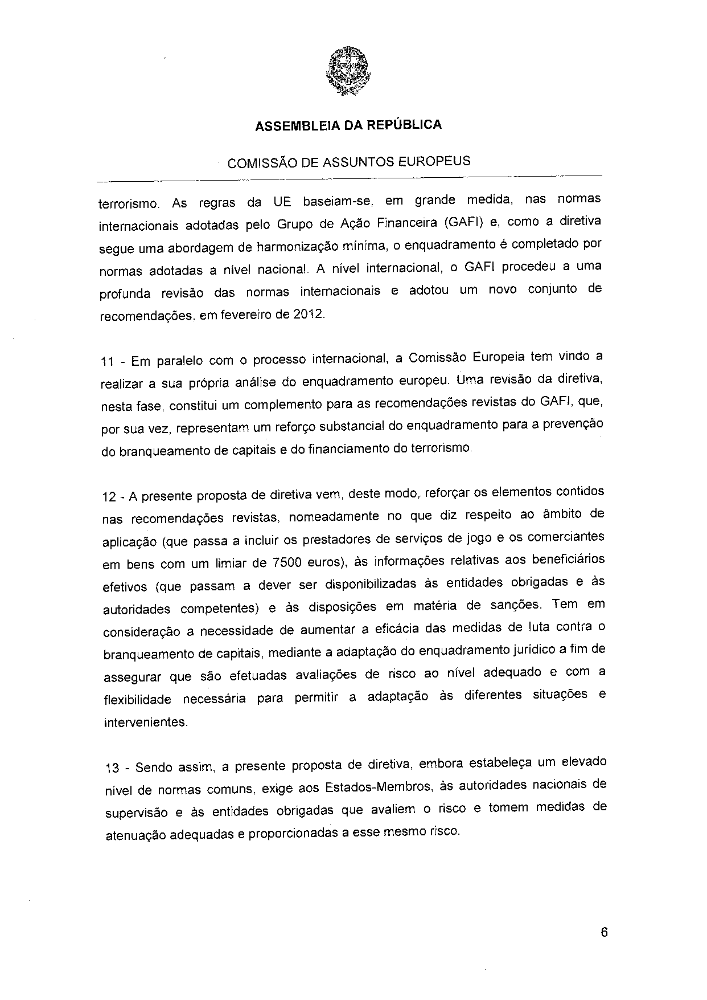 ASSEMBLEIA DA REPÚBLICA
COMISSÃO DE ASSUNTOS EUROPEUS
terrorismo. As regras da UE baseiam-se, em grande medida, nas normas
internacionais adotadas pelo Grupo de Ação Financeira (GAFI) e, como a diretiva
segue uma abordagem de harmonização mínima, o enquadramento é completado por
normas adotadas a nível nacional. A nível internacional, o GAFI procedeu a uma
profunda revisão das normas internacionais e adotou um novo conjunto de
recomendações, em fevereiro de 2012.
11 - Em paralelo com o processo internacional, a Comissão Europeia tem vindo a
realizar a sua própria análise do enquadramento europeu. Uma revisão da diretiva,
nesta fase, constitui um complemento para as recomendações revistas do GAFI, que,
por sua vez, representam um reforço substancial do enquadramento para a prevenção
do branqueamento de capitais e do financiamento do terrorismo.
12 - A presente proposta de diretiva vem, deste modo, reforçar os elementos contidos
nas recomendações revistas, nomeadamente no que diz respeito ao âmbito de
aplicação (que passa a incluir os prestadores de serviços de jogo e os comerciantes
em bens com um limiar de 7500 euros), às informações relativas aos beneficiários
efetivos (que passam a dever ser disponibilizadas às entidades obrigadas e às
autoridades competentes) e às disposições em matéria de sanções. Tem em
consideração a necessidade de aumentar a eficácia das medidas de luta contra o
branqueamento de capitais, mediante a adaptação do enquadramento jurídico a fim de
assegurar que são efetuadas avaliações de risco ao nível adequado e com a
flexibilidade necessária para permitir a adaptação às diferentes situações e
intervenientes.
13 - Sendo assim, a presente proposta de diretiva, embora estabeleça um elevado
nível de normas comuns, exige aos Estados-Membros, às autoridades nacionais de
supervisão e às entidades obrigadas que avaliem o risco e tomem medidas de
atenuação adequadas e proporcionadas a esse mesmo risco.
6